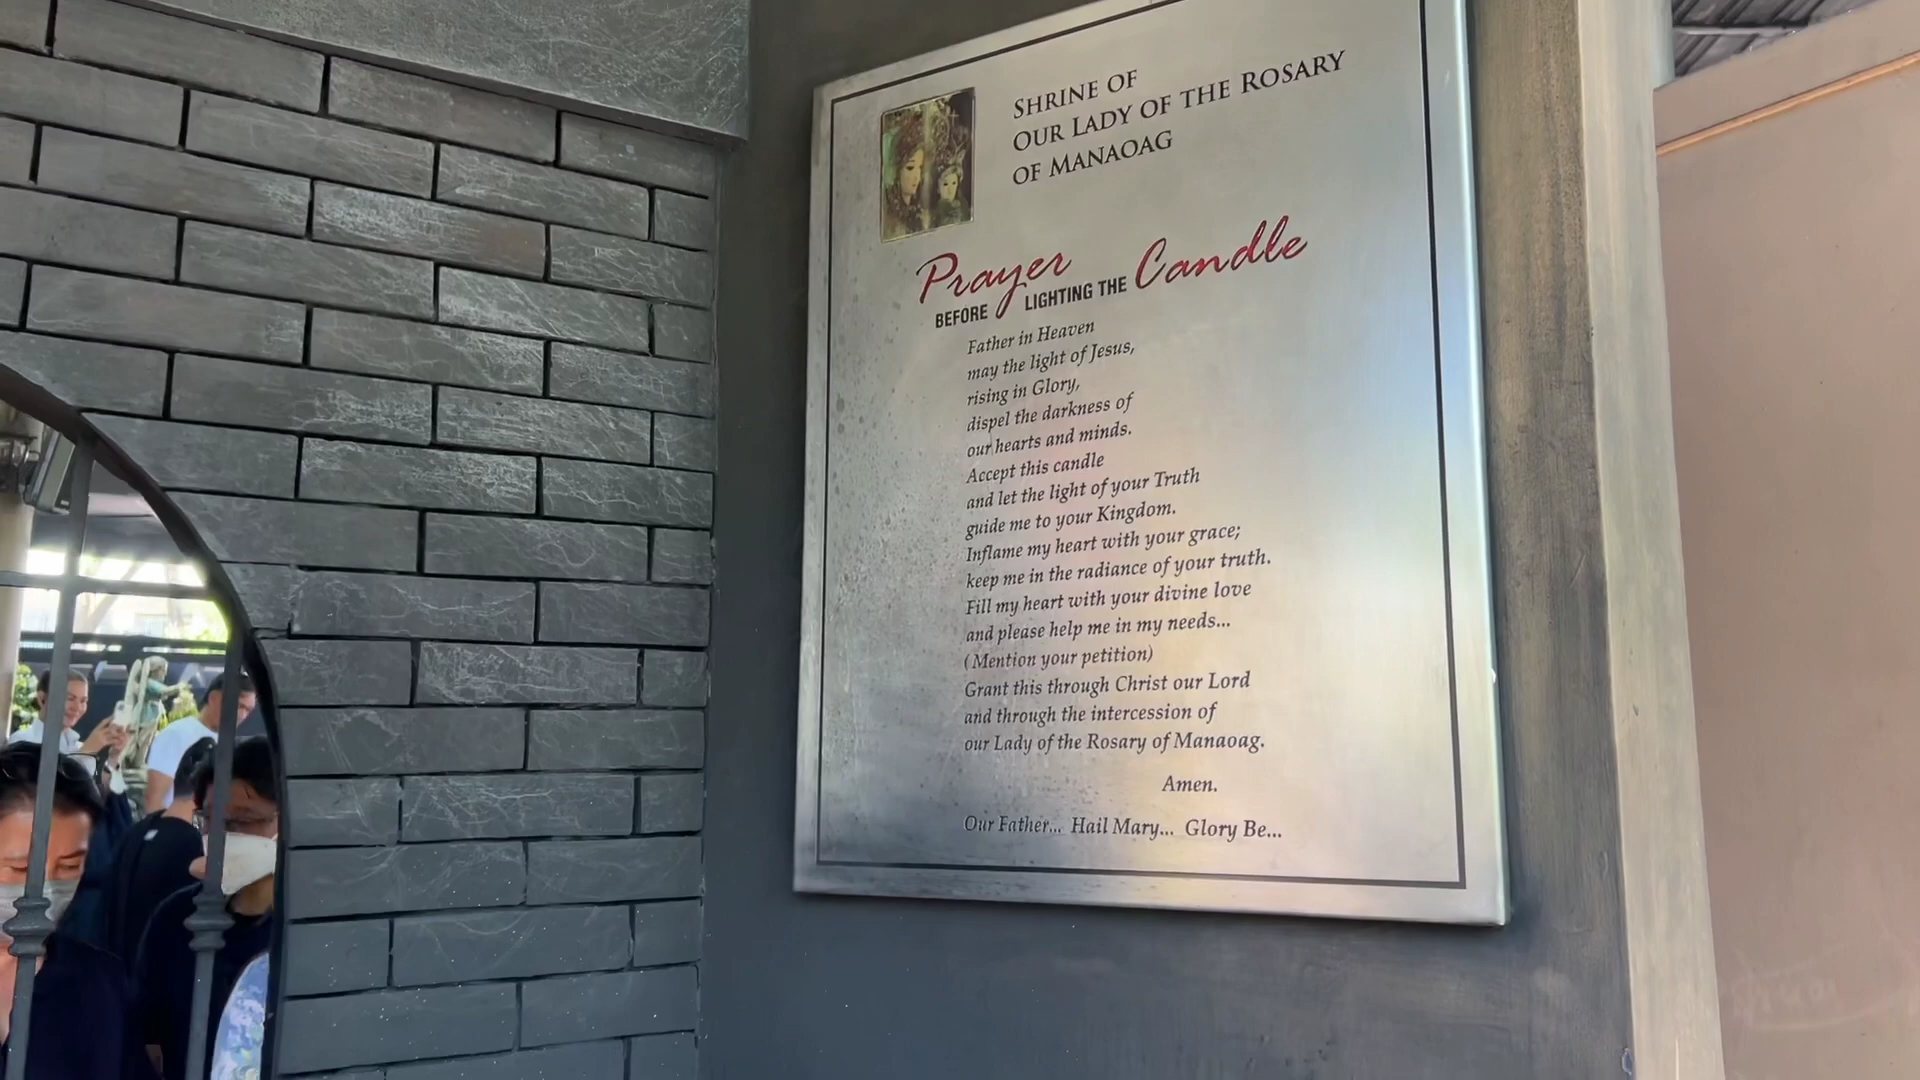 SHRINE OF
OUR LADY OF THE ROSARY
OF MANAOAG
Prayer
BEFORE LIGHTING THE Candle
Father in Heaven
may the light of Jesus,
rising in Glory,
dispel the darkness of
our hearts and minds.
Accept this candle
and let the light of your Truth
guide me to your Kingdom.
Inflame my heart with your grace;
keep me in the radiance of your truth.
Fill my heart with your divine love
and please help me in my needs...
(Mention your petition)
Grant this through Christ our Lord
and through the intercession of
our Lady of the Rosary of Manaoag.
Amen.
Our Father... Hail Mary... Glory Be...